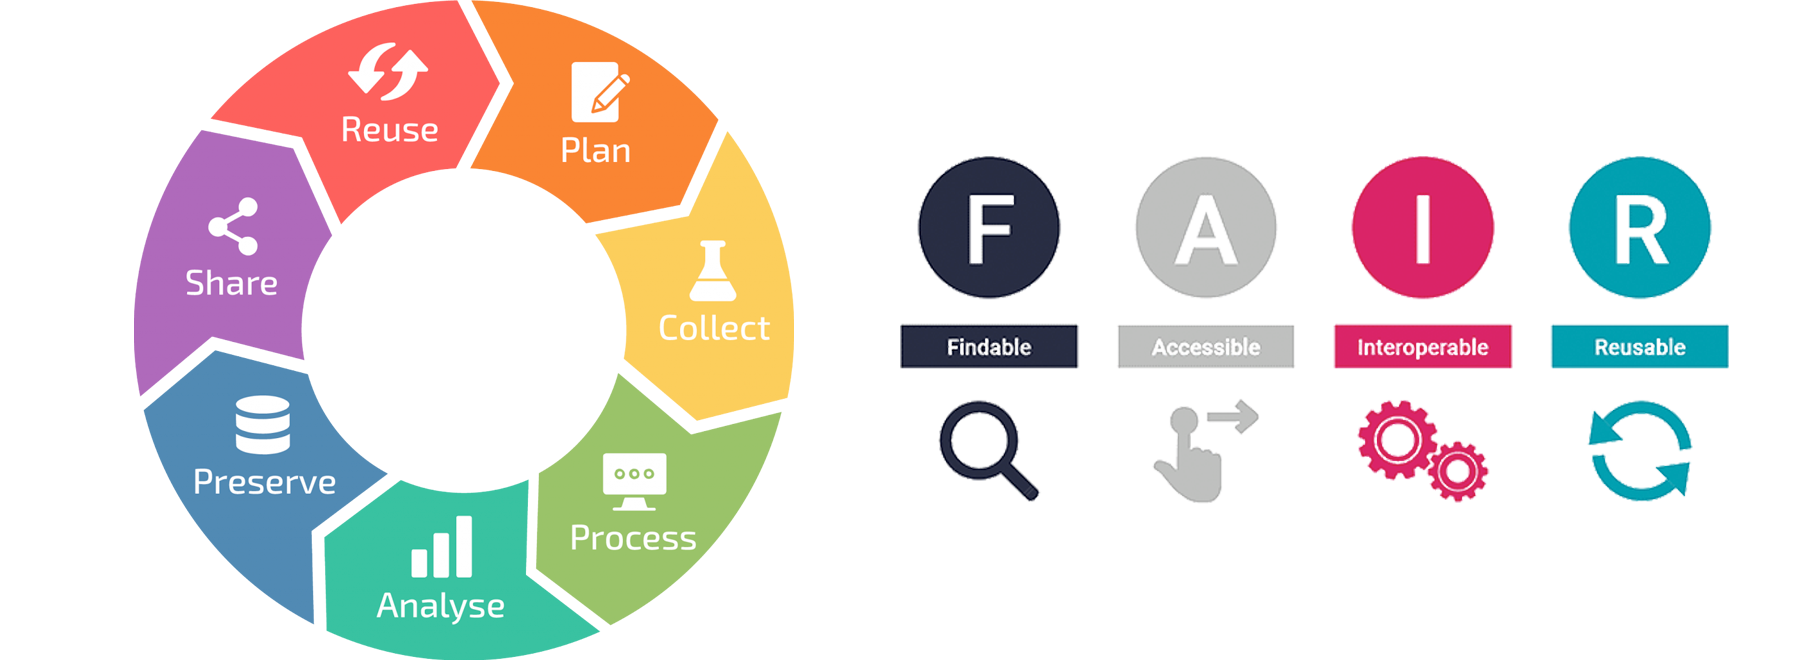 Reuse
Plan
Collect
Process
Analyse
Preserve
Share
F A I R
Findable Accessible Interoperable Reusable